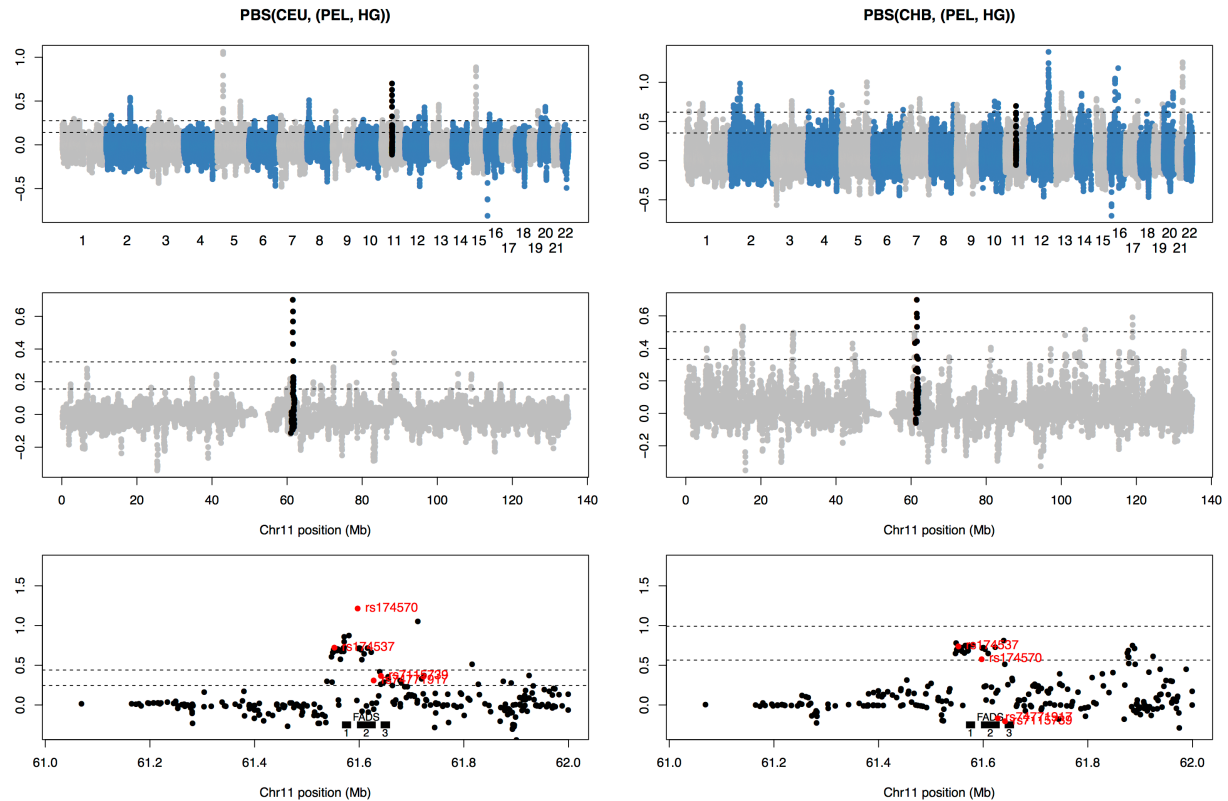 PBS(CEU, (PEL, HG))
1.0
0.5
0.0
−0.5
1 2 3 4 5 6 7 8 9 10 11 12 13 14 15 16 18 20 22
17 19 21
0.6
0.4
0.2
0.0
−0.2
0 20 40 60 80 100 120 140
Chr11 position (Mb)
1.5
1.0
0.5
0.0
rs174570
rs174537
FADS
1 2 3
61.0 61.2 61.4 61.6 61.8 62.0
Chr11 position (Mb)
PBS(CHB, (PEL, HG))
1.0
0.5
0.0
−0.5
1 2 3 4 5 6 7 8 9 10 11 12 13 14 15 16 18 20 22
17 19 21
0.6
0.4
0.2
0.0
−0.2
0 20 40 60 80 100 120 140
Chr11 position (Mb)
1.5
1.0
0.5
0.0
rs174537
rs174570
FADS
1 2 3
61.0 61.2 61.4 61.6 61.8 62.0
Chr11 position (Mb)